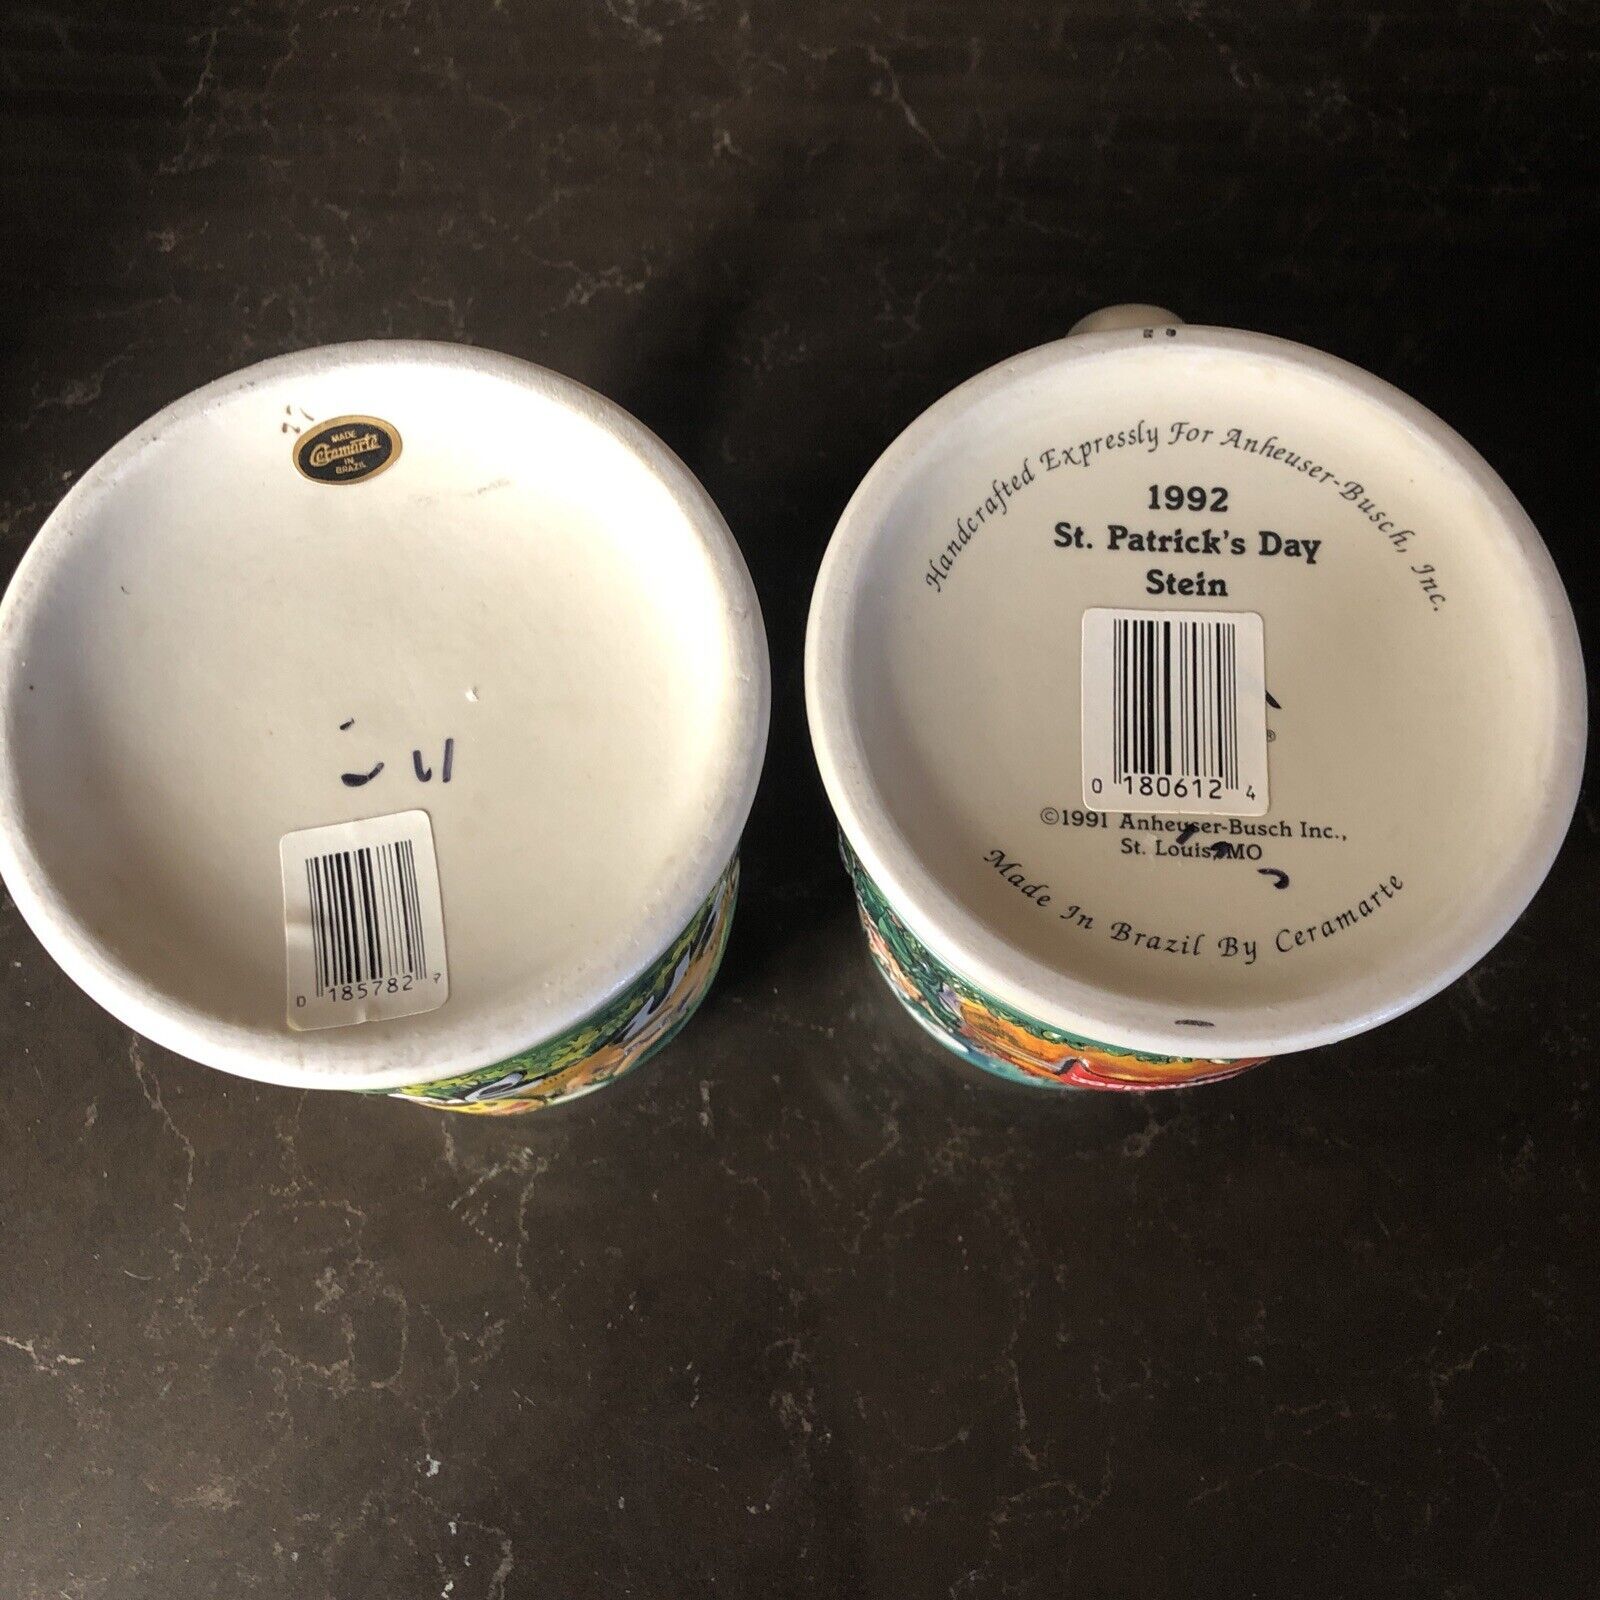 MADE
Ceramarte
IN
BRAZIL
0 185782 7
Handcrafted Expressly For Anheuser-Busch, Inc.
1992
St. Patrick's Day
Stein
®
0 180612 4
©1991 Anheuser-Busch Inc.,
St. Louis, MO
Made In Brazil By Ceramarte